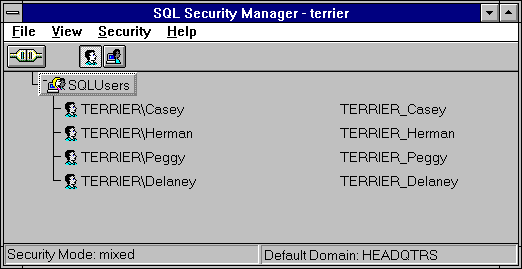 SQL Security Manager - terrier
File View Security Help
SQLUsers
TERRIER\Casey TERRIER_Casey
TERRIER\Herman TERRIER_Herman
TERRIER\Peggy TERRIER_Peggy
TERRIER\Delaney TERRIER_Delaney
Security Mode: mixed Default Domain: HEADQTRS